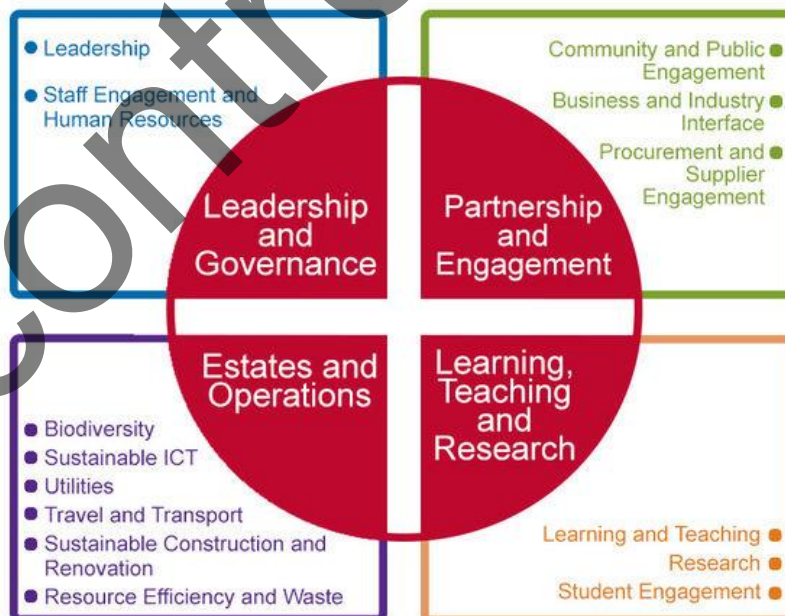 Leadership
Staff Engagement and
Human Resources
Community and Public
Engagement
Business and Industry
Interface
Procurement and
Supplier
Engagement
Leadership
and
Governance
Partnership
and
Engagement
Estates and
Operations
Learning,
Teaching
and
Research
Biodiversity
Sustainable ICT
Utilities
Travel and Transport
Sustainable Construction and
Renovation
Resource Efficiency and Waste
Learning and Teaching
Research
Student Engagement